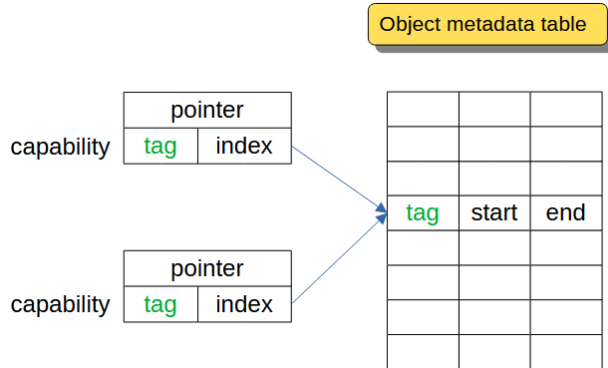 Object metadata table
pointer
capability tag index
tag start end
pointer
capability tag index